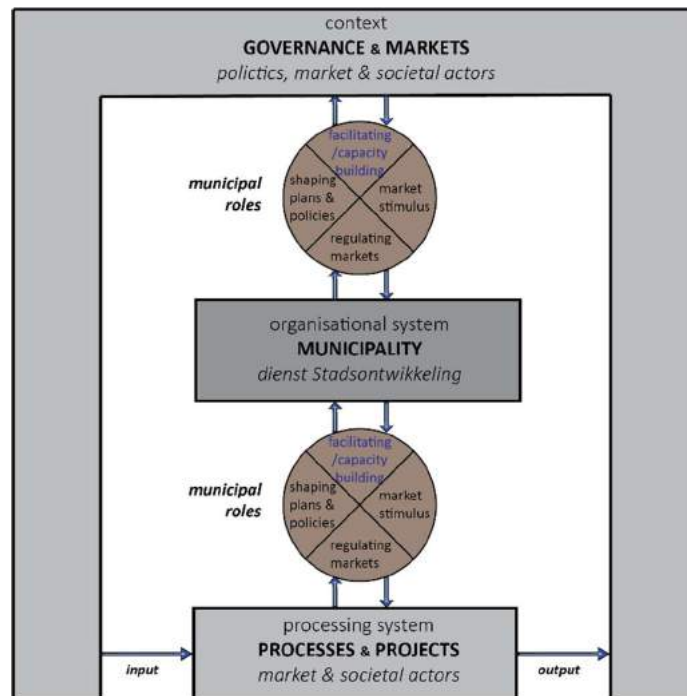 context
GOVERNANCE & MARKETS
polictics, market & societal actors
municipal
roles
facilitating
/capacity
building
shaping
plans &
policies
market
stimulus
regulating
markets
organisational system
MUNICIPALITY
dienst Stadsontwikkeling
municipal
roles
facilitating
/capacity
building
shaping
plans &
policies
market
stimulus
regulating
markets
processing system
PROCESSES & PROJECTS
market & societal actors
input
output